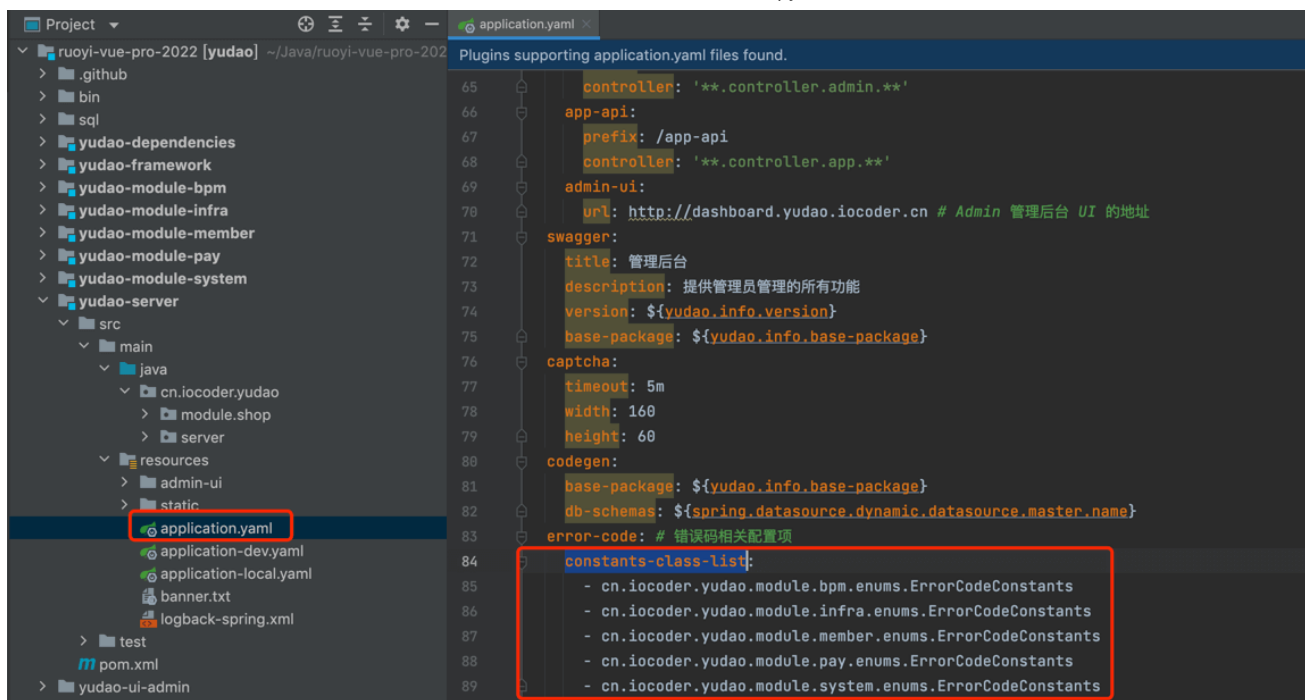 Project
ruoyi-vue-pro-2022 [yudao] ~/Java/ruoyi-vue-pro-202
.github
bin
sql
yudao-dependencies
yudao-framework
yudao-module-bpm
yudao-module-infra
yudao-module-member
yudao-module-pay
yudao-module-system
yudao-server
src
main
java
cn.iocoder.yudao
module.shop
server
resources
admin-ui
static
application.yaml
application-dev.yaml
application-local.yaml
banner.txt
logback-spring.xml
test
pom.xml
yudao-ui-admin
application.yaml
Plugins supporting application.yaml files found.
65 controller: '**.controller.admin.**'
66 app-api:
67 prefix: /app-api
68 controller: '**.controller.app.**'
69 admin-ui:
70 url: http://dashboard.yudao.iocoder.cn # Admin 管理后台 UI 的地址
71 swagger:
72 title: 管理后台
73 description: 提供管理员管理的所有功能
74 version: ${yudao.info.version}
75 base-package: ${yudao.info.base-package}
76 captcha:
77 timeout: 5m
78 width: 160
79 height: 60
80 codegen:
81 base-package: ${yudao.info.base-package}
82 db-schemas: ${spring.datasource.dynamic.datasource.master.name}
83 error-code: # 错误码相关配置项
84 constants-class-list:
85 - cn.iocoder.yudao.module.bpm.enums.ErrorCodeConstants
86 - cn.iocoder.yudao.module.infra.enums.ErrorCodeConstants
87 - cn.iocoder.yudao.module.member.enums.ErrorCodeConstants
88 - cn.iocoder.yudao.module.pay.enums.ErrorCodeConstants
89 - cn.iocoder.yudao.module.system.enums.ErrorCodeConstants